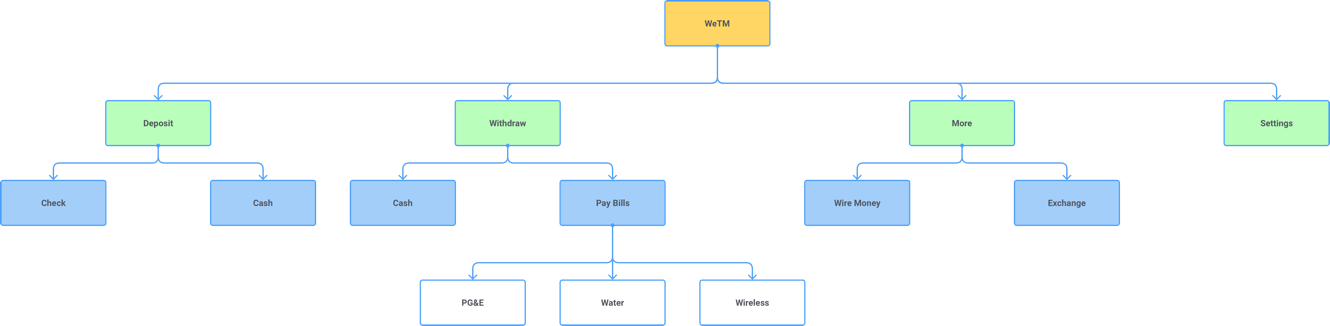 WeTM
Deposit
Withdraw
More
Settings
Check
Cash
Cash
Pay Bills
Wire Money
Exchange
PG&E
Water
Wireless